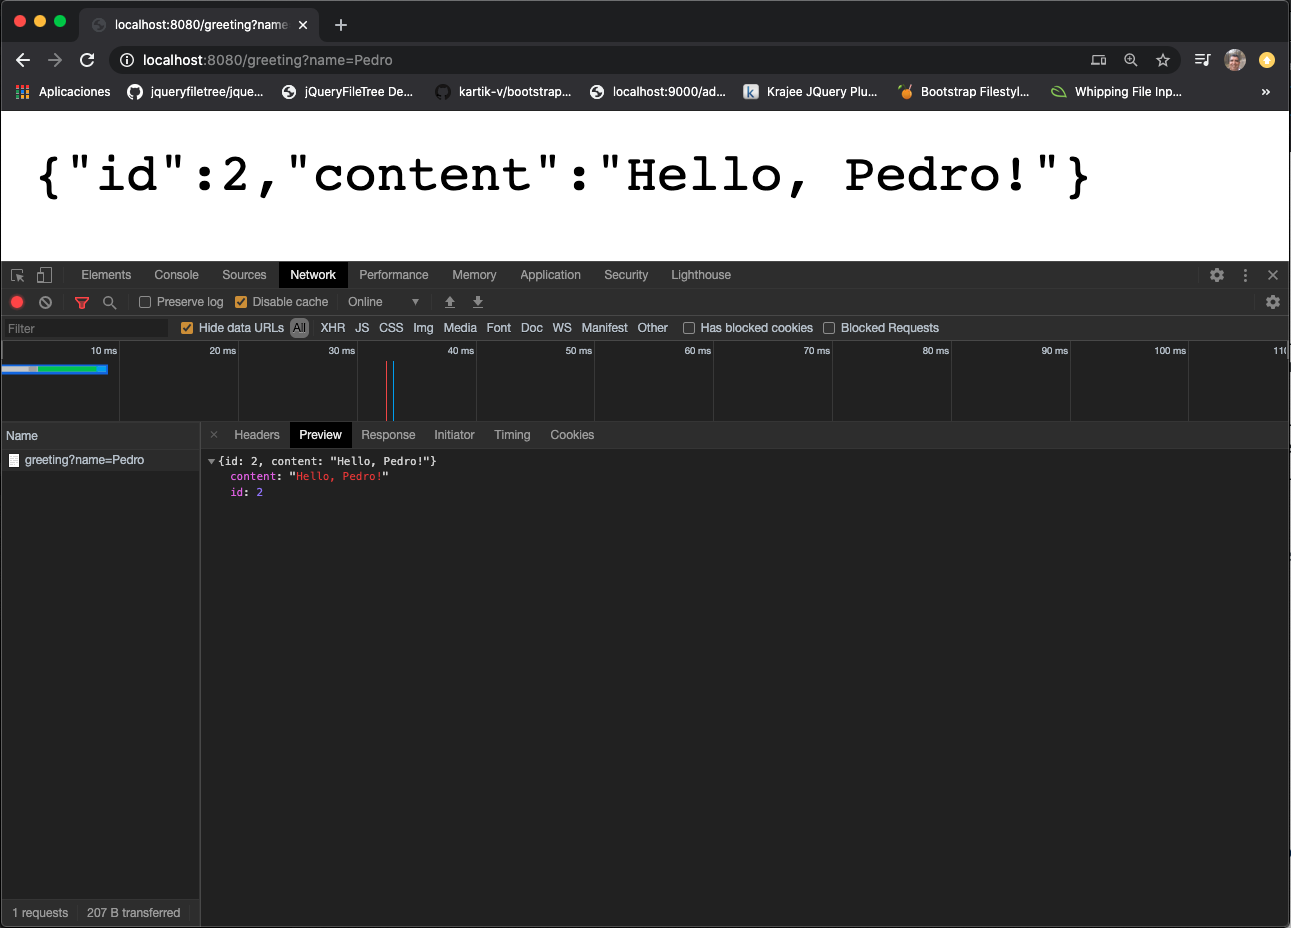 localhost:8080/greeting?name
localhost:8080/greeting?name=Pedro
Aplicaciones jqueryfiletree/jque... jQueryFileTree De... kartik-v/bootstrap... localhost:9000/ad... Krajee JQuery Plu... Bootstrap Filestyl... Whipping File Inp... »
{"id":2,"content":"Hello, Pedro!"}
Elements Console Sources Network Performance Memory Application Security Lighthouse
Preserve log Disable cache Online
Filter Hide data URLs All XHR JS CSS Img Media Font Doc WS Manifest Other Has blocked cookies Blocked Requests
10 ms 20 ms 30 ms 40 ms 50 ms 60 ms 70 ms 80 ms 90 ms 100 ms
Name Headers Preview Response Initiator Timing Cookies
greeting?name=Pedro
{id: 2, content: "Hello, Pedro!"}
content: "Hello, Pedro!"
id: 2
1 requests 207 B transferred